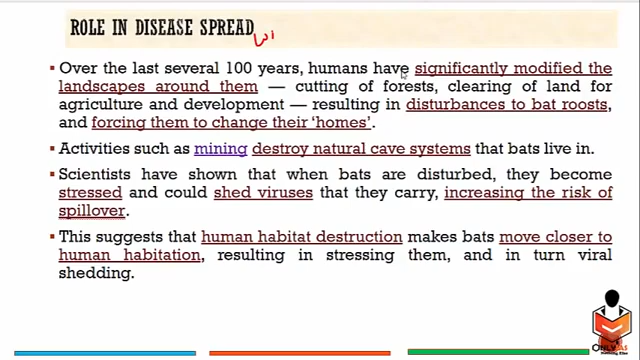 ROLE IN DISEASE SPREAD
▪ Over the last several 100 years, humans have significantly modified the
landscapes around them — cutting of forests, clearing of land for
agriculture and development — resulting in disturbances to bat roosts,
and forcing them to change their ‘homes’.
▪ Activities such as mining destroy natural cave systems that bats live in.
▪ Scientists have shown that when bats are disturbed, they become
stressed and could shed viruses that they carry, increasing the risk of
spillover.
▪ This suggests that human habitat destruction makes bats move closer to
human habitation, resulting in stressing them, and in turn viral
shedding.